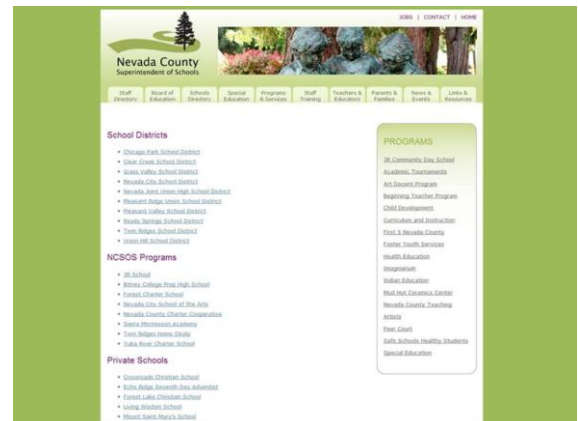 JOBS | CONTACT | HOME
Nevada County
Superintendent of Schools
Staff Directory
Board of Education
Schools Directory
Special Education
Programs & Services
Staff Training
Teachers & Educators
Parents & Families
News & Events
Links & Resources
School Districts
Chicago Park School District
Clear Creek School District
Grass Valley School District
Nevada City School District
Nevada Joint Union High School District
Pleasant Ridge Union School District
Pleasant Valley School District
Ready Springs School District
Twin Ridges School District
Union Hill School District
NCSOS Programs
JR School
Bitney College Prep High School
Forest Charter School
Nevada City School of the Arts
Nevada County Charter Cooperative
Sierra Montessori Academy
Twin Ridges Home Study
Yuba River Charter School
Private Schools
Crossroads Christian School
Echo Ridge Seventh Day Advented
Forest Lake Christian School
Living Wisdom School
Mount Saint Mary's School
PROGRAMS
JR Community Day School
Academic Tournaments
Art Docent Program
Beginning Teacher Program
Child Development
Curriculum and Instruction
First 5 Nevada County
Foster Youth Services
Health Education
Imaginarium
Indian Education
Mud Hut Ceramics Center
Nevada County Teaching
Artists
Peer Court
Safe Schools Healthy Students
Special Education